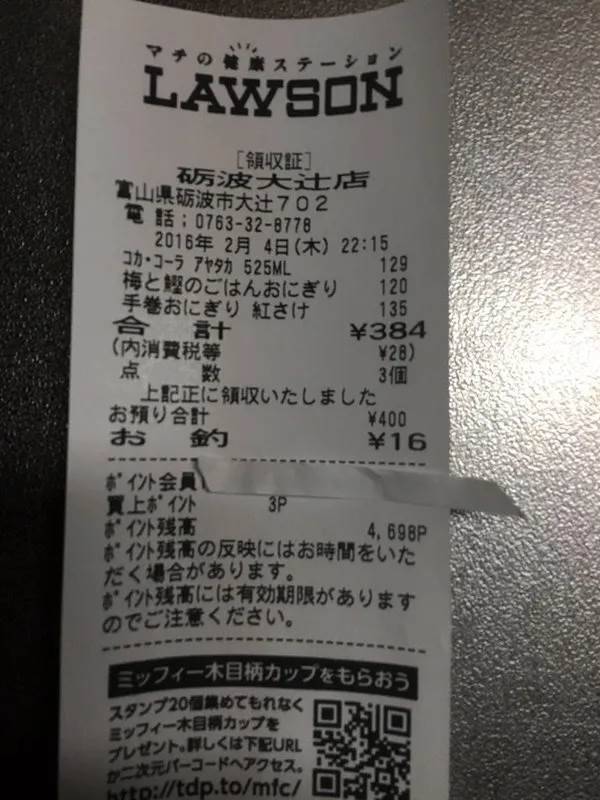 マチの健康ステーション
LAWSON
[領収証]
砺波大辻店
富山県砺波市大辻702
電話;0763-32-8778
2016年 2月 4日(木) 22:15
コカ・コーラ アヤタカ 525ML 129
梅と鰹のごはんおにぎり 120
手巻おにぎり 紅さけ 135
合 計 ¥384
(内消費税等 ¥28)
点 数 3個
上記正に領収いたしました
お預り合計 ¥400
お 釣 ¥16
ポイント会員
買上ポイント 3P
ポイント残高 4,698P
ポイント残高の反映にはお時間をいた
だく場合があります。
ポイント残高には有効期限があります
のでご注意ください。
ミッフィー木目柄カップをもらおう
スタンプ20個集めてもれなく
ミッフィー木目柄カップを
プレゼント。詳しくは下記URL
か二次元バーコードへアクセス。
http://tdp.to/mfc/